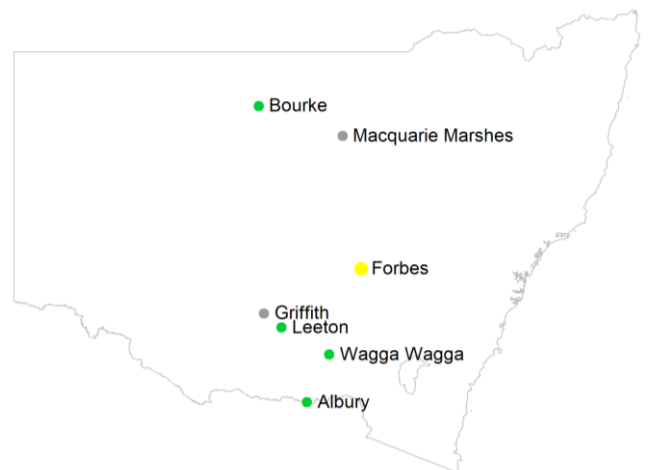 Bourke
Macquarie Marshes
Forbes
Griffith
Leeton
Wagga Wagga
Albury